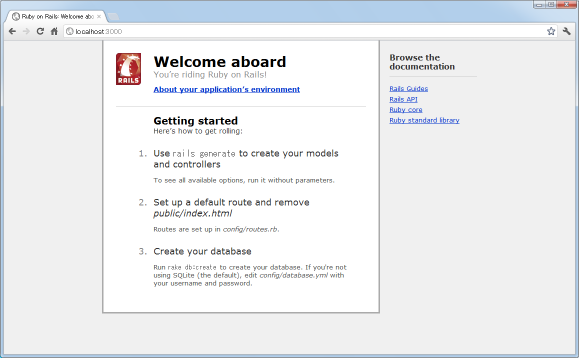 Ruby on Rails: Welcome abo
localhost:3000
RAILS
Welcome aboard
You're riding Ruby on Rails!
About your application's environment
Getting started
Here's how to get rolling:
1. Use rails generate to create your models
and controllers
To see all available options, run it without parameters.
2. Set up a default route and remove
public/index.html
Routes are set up in config/routes.rb.
3. Create your database
Run rake db:create to create your database. If you're not
using SQLite (the default), edit config/database.yml with
your username and password.
Browse the
documentation
Rails Guides
Rails API
Ruby core
Ruby standard library